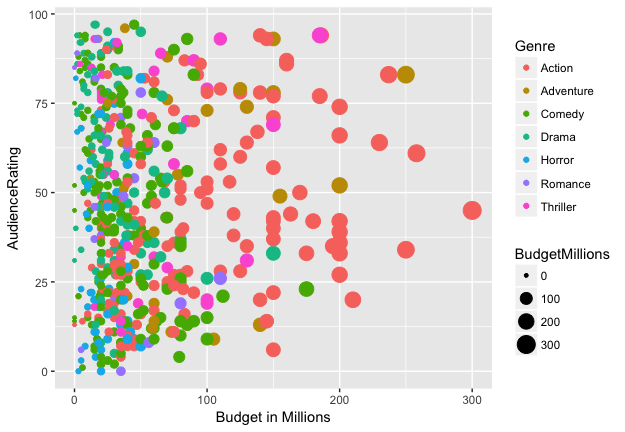 100
75
50
25
0
AudienceRating
0
100
200
300
Budget in Millions
Genre
Action
Adventure
Comedy
Drama
Horror
Romance
Thriller
BudgetMillions
0
100
200
300